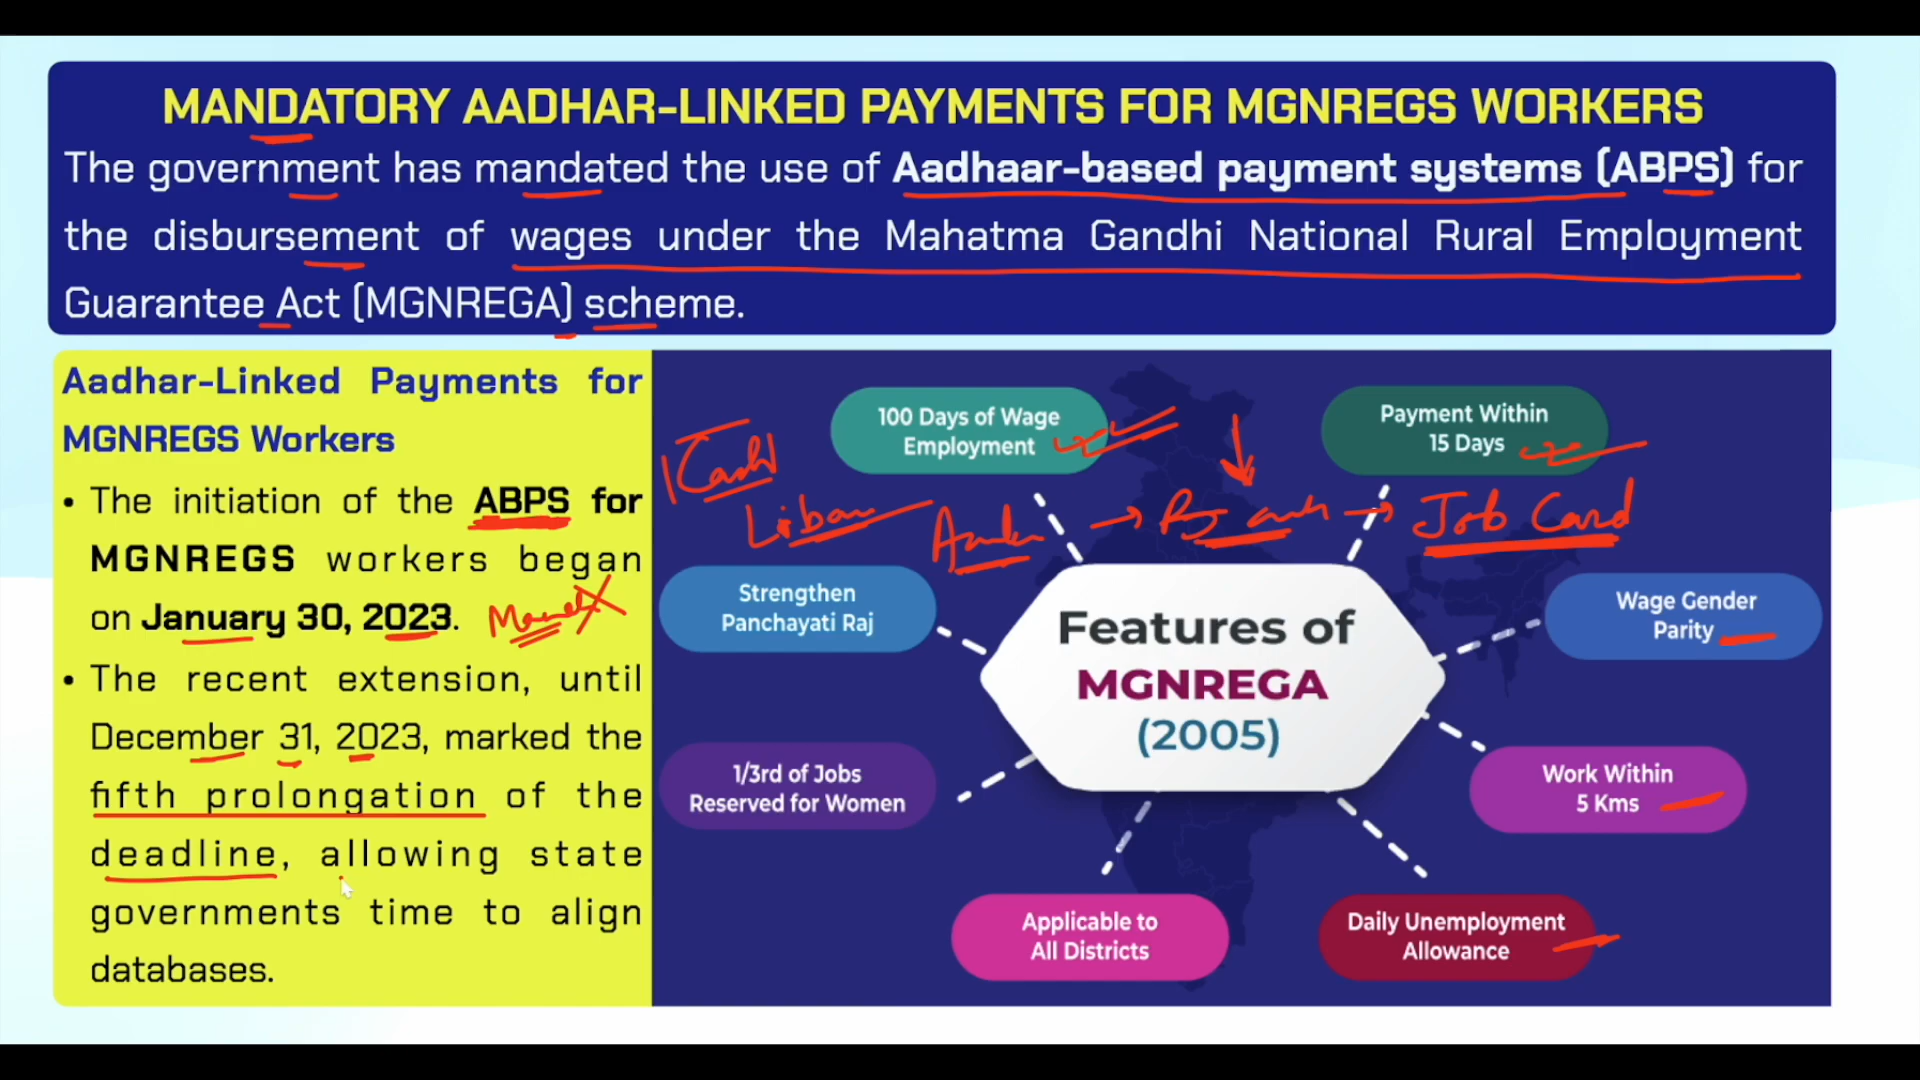 MANDATORY AADHAR-LINKED PAYMENTS FOR MGNREGS WORKERS
The government has mandated the use of Aadhaar-based payment systems (ABPS) for
the disbursement of wages under the Mahatma Gandhi National Rural Employment
Guarantee Act (MGNREGA) scheme.
Aadhar-Linked Payments for
MGNREGS Workers
• The initiation of the ABPS for
MGNREGS workers began
on January 30, 2023.
• The recent extension, until
December 31, 2023, marked the
fifth prolongation of the
deadline, allowing state
governments time to align
databases.
100 Days of Wage
Employment
Payment Within
15 Days
Cash
Job Card
Strengthen
Panchayati Raj
Wage Gender
Parity
Features of
MGNREGA
(2005)
1/3rd of Jobs
Reserved for Women
Work Within
5 Kms
Applicable to
All Districts
Daily Unemployment
Allowance